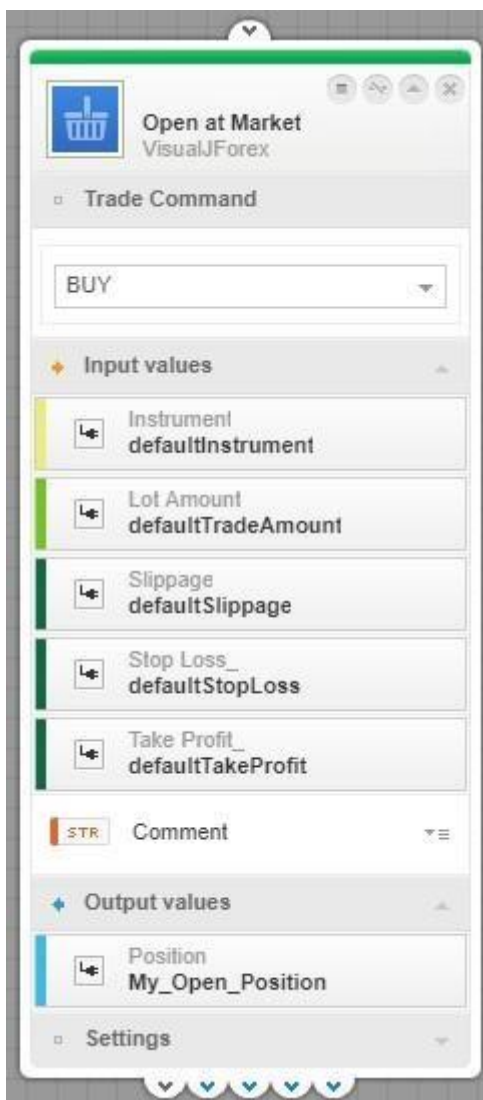 Open at Market
VisualJForex
Trade Command
BUY
Input values
Instrument
defaultInstrument
Lot Amount
defaultTradeAmount
Slippage
defaultSlippage
Stop Loss_
defaultStopLoss
Take Profit_
defaultTakeProfit
STR Comment
Output values
Position
My_Open_Position
Settings